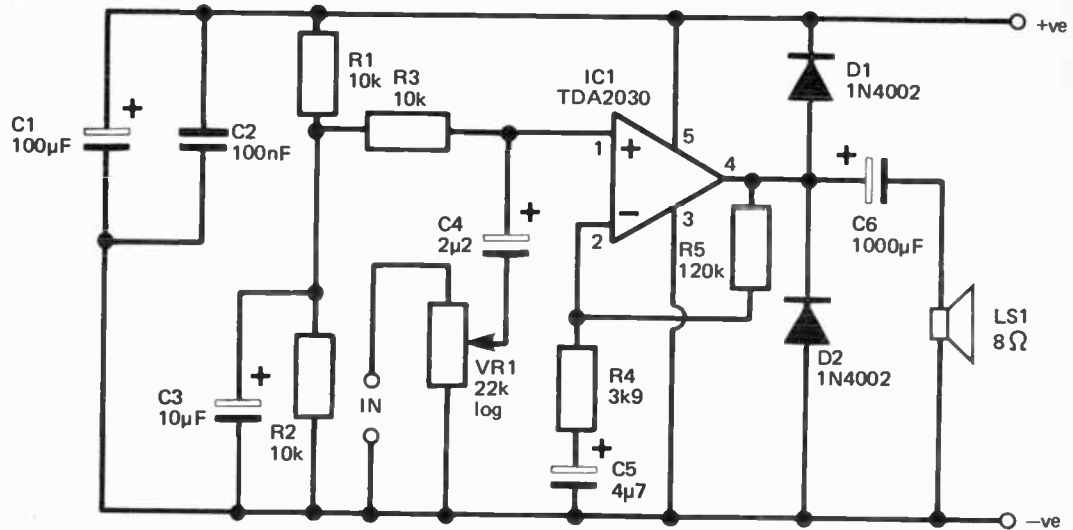 +ve
R1
10k
R3
10k
IC1
TDA2030
D1
1N4002
C1
100µF
+
C2
100nF
1
+
5
4
+
C6
1000µF
C4
2µ2
+
−
2
3
R5
120k
LS1
8Ω
C3
10µF
+
R2
10k
IN
VR1
22k
log
R4
3k9
+
C5
4µ7
D2
1N4002
−ve